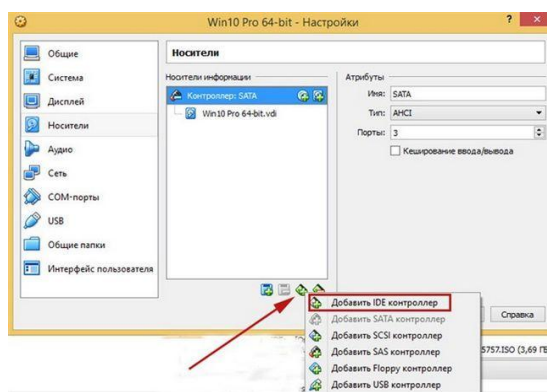 Win10 Pro 64-bit - Настройки
?
Общие
Система
Дисплей
Носители
Аудио
Сеть
COM-порты
USB
Общие папки
Интерфейс пользователя
Носители
Носители информации
Контроллер: SATA
Win10 Pro 64-bit.vdi
Атрибуты
Имя: SATA
Тип: AHCI
Порты: 3
Кеширование ввода/вывода
Добавить IDE контроллер
Добавить SATA контроллер
Добавить SCSI контроллер
Добавить SAS контроллер
Добавить Floppy контроллер
Добавить USB контроллер
Справка
5757.ISO (3,69 ГБ